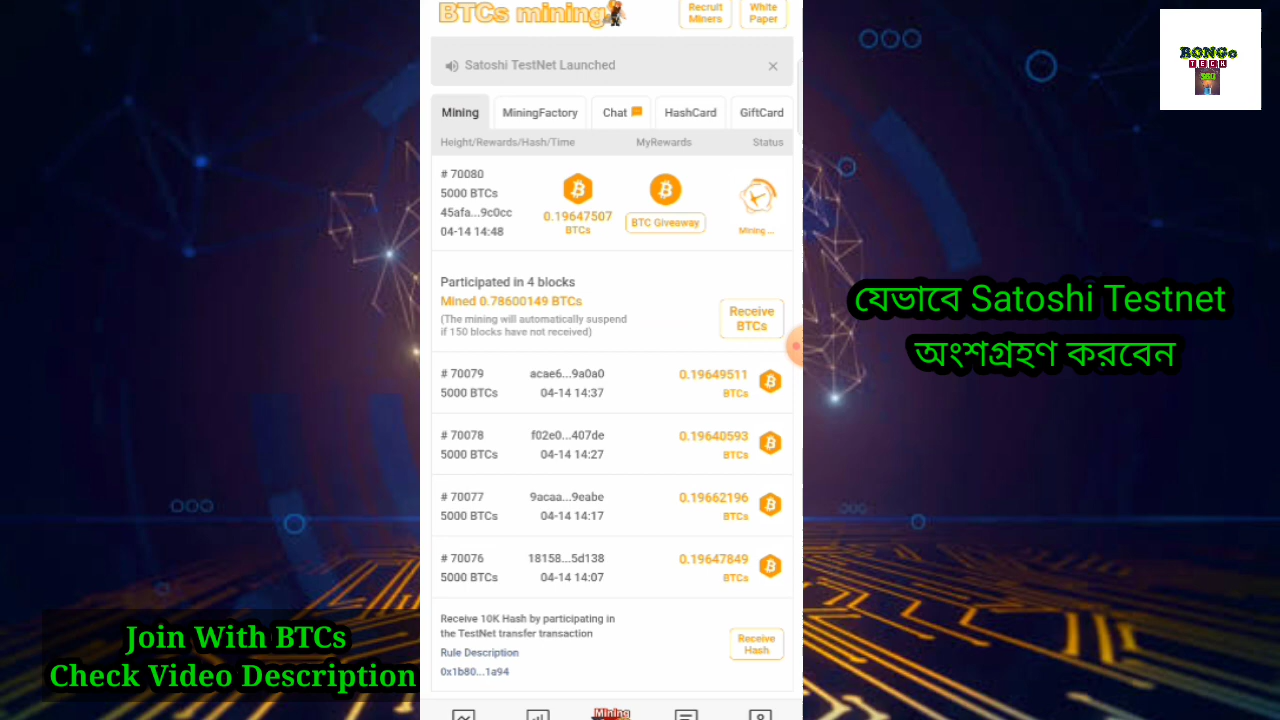 BTCs mining
Recruit Miners
White Paper
Satoshi TestNet Launched
Mining MiningFactory Chat HashCard GiftCard
Height/Rewards/Hash/Time MyRewards Status
# 70080
5000 BTCs
45afa...9c0cc
04-14 14:48
0.19647507
BTCs
BTC Giveaway
Mining ...
Participated in 4 blocks
Mined 0.78600149 BTCs
(The mining will automatically suspend
if 150 blocks have not received)
Receive
BTCs
# 70079 acae6...9a0a0 0.19649511
5000 BTCs 04-14 14:37 BTCs
# 70078 f02e0...407de 0.19640593
5000 BTCs 04-14 14:27 BTCs
# 70077 9acaa...9eabe 0.19662196
5000 BTCs 04-14 14:17 BTCs
# 70076 18158...5d138 0.19647849
5000 BTCs 04-14 14:07 BTCs
Receive 10K Hash by participating in
the TestNet transfer transaction
Rule Description
0x1b80...1a94
Receive
Hash
Mining
যেভাবে Satoshi Testnet
অংশগ্রহণ করবেন
Join With BTCs
Check Video Description
BONGo
TECH
360